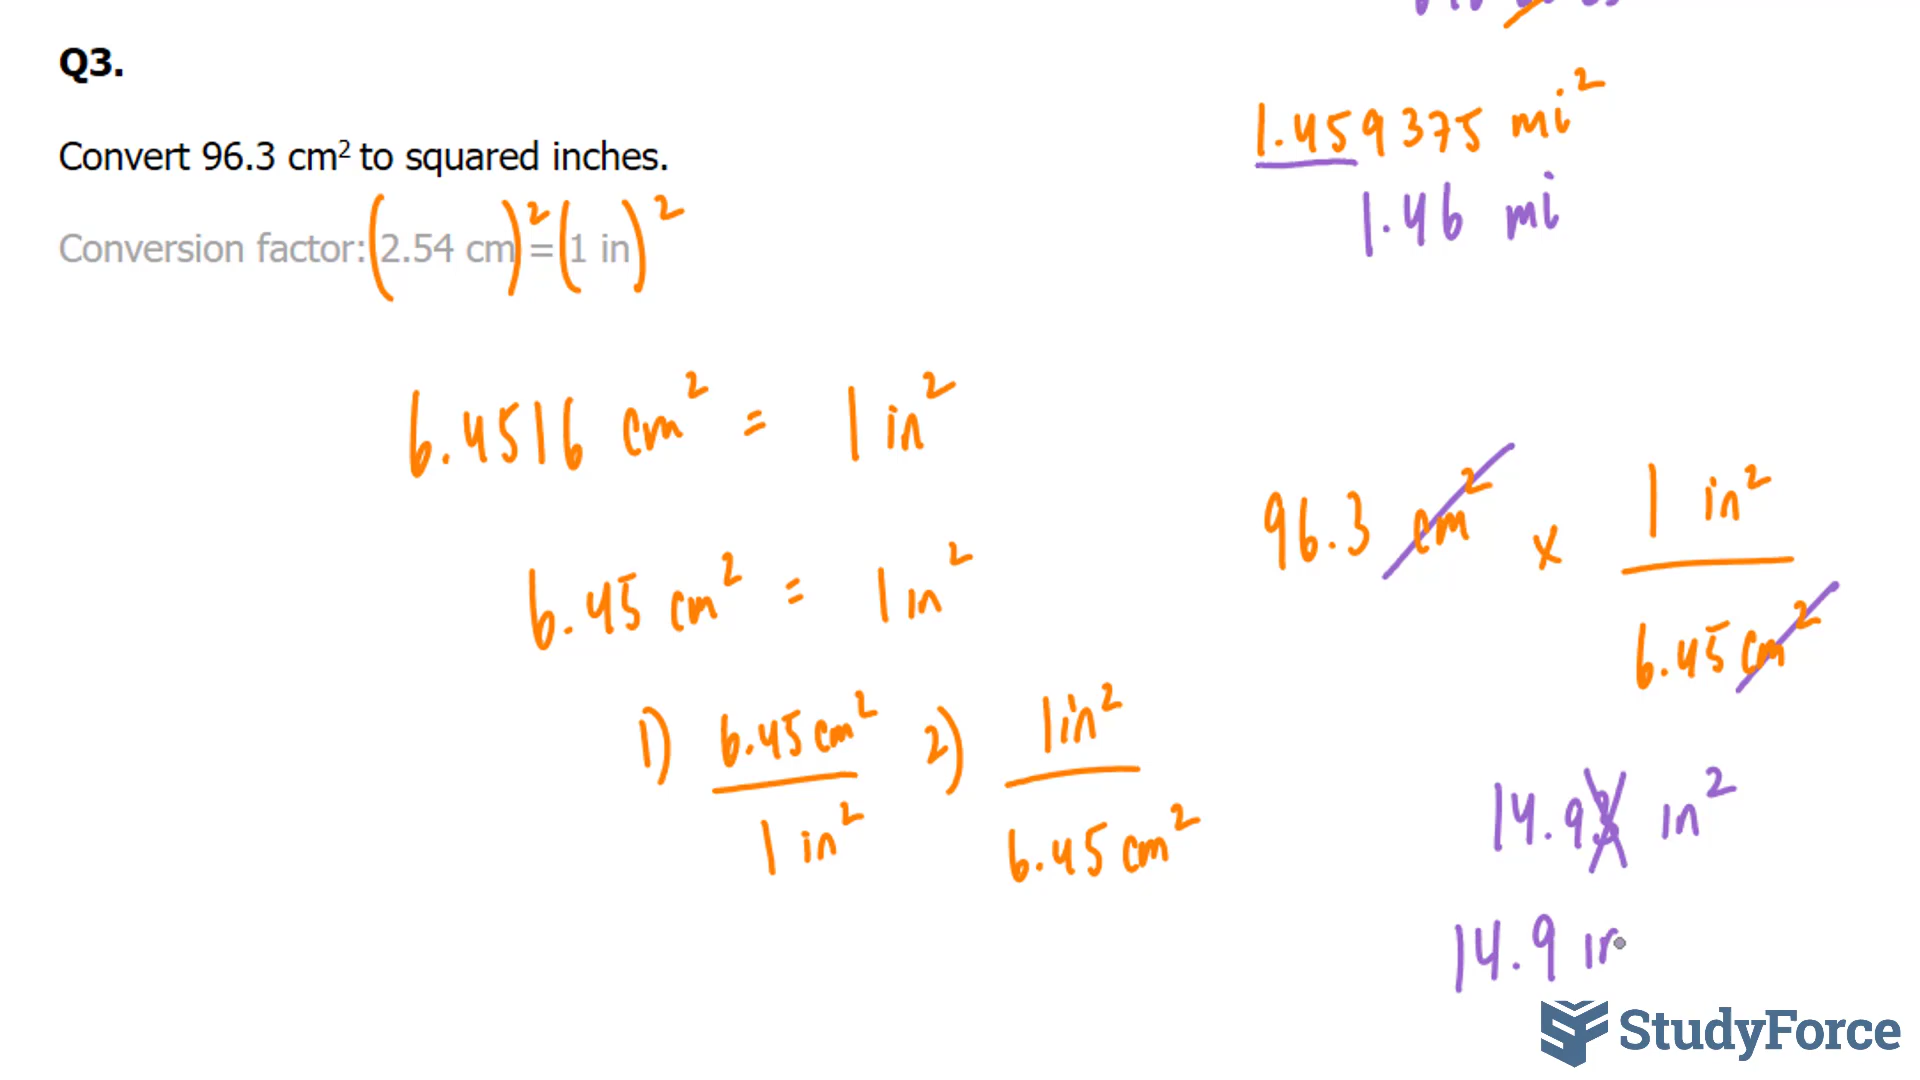 Q3.
Convert 96.3 cm² to squared inches.
Conversion factor: (2.54 cm)² = (1 in)²
6.4516 cm² = 1 in²
6.45 cm² = 1 in²
1) 6.45 cm² / 1 in² 2) 1 in² / 6.45 cm²
1.459375 mi²
1.46 mi
96.3 cm² x 1 in² / 6.45 cm²
14.93 in²
14.9 in
StudyForce